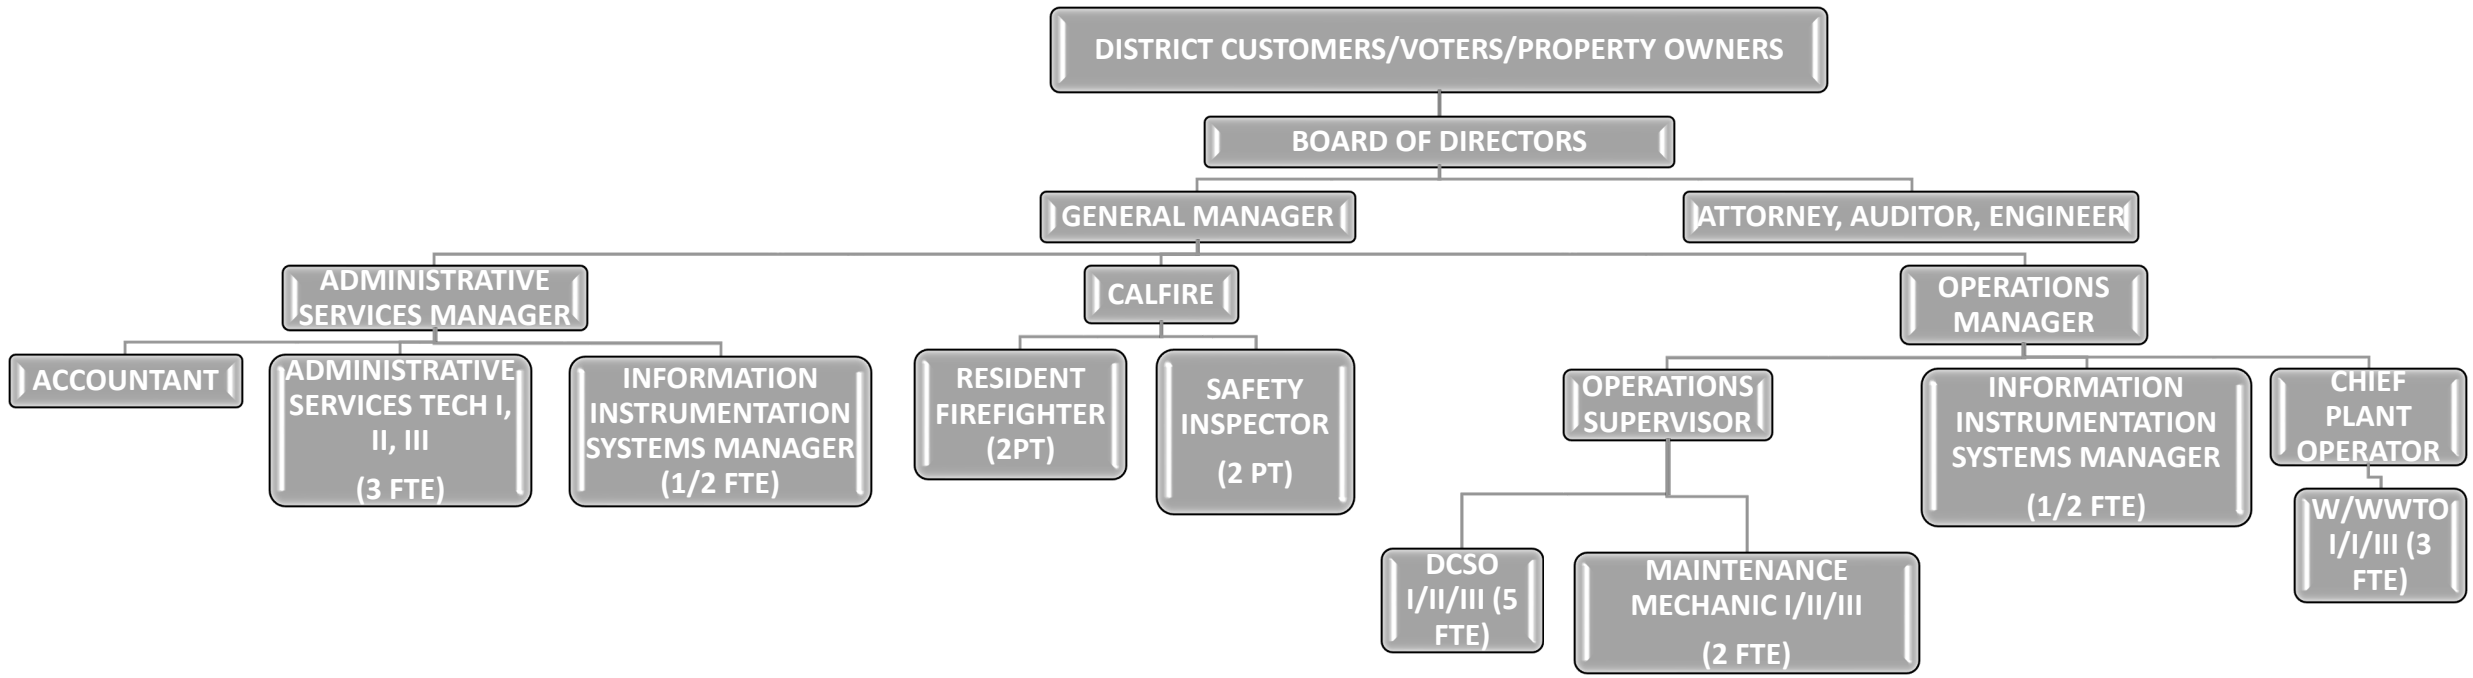 DISTRICT CUSTOMERS/VOTERS/PROPERTY OWNERS
BOARD OF DIRECTORS
GENERAL MANAGER
ATTORNEY, AUDITOR, ENGINEER
ADMINISTRATIVE
SERVICES MANAGER
CALFIRE
OPERATIONS
MANAGER
ACCOUNTANT
ADMINISTRATIVE
SERVICES TECH I,
II, III
(3 FTE)
INFORMATION
INSTRUMENTATION
SYSTEMS MANAGER
(1/2 FTE)
RESIDENT
FIREFIGHTER
(2PT)
SAFETY
INSPECTOR
(2 PT)
OPERATIONS
SUPERVISOR
INFORMATION
INSTRUMENTATION
SYSTEMS MANAGER
(1/2 FTE)
CHIEF
PLANT
OPERATOR
DCSO
I/II/III (5
FTE)
MAINTENANCE
MECHANIC I/II/III
(2 FTE)
W/WWTO
I/I/III (3
FTE)